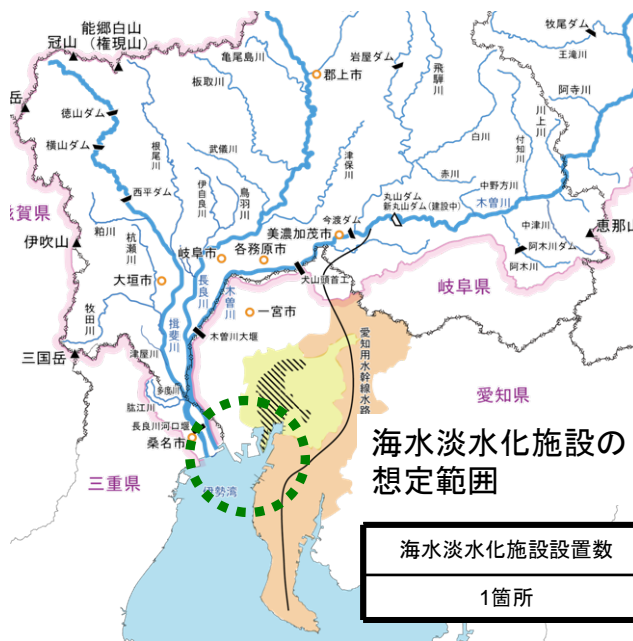 能郷白山
（権現山）
冠山
亀尾島川
板取川
郡上市
岩屋ダム
飛騨川
牧尾ダム
王滝川
阿寺川
岳
徳山ダム
横山ダム
根尾川
武儀川
津保川
白川
付知川
川上川
西平ダム
伊自良川
鳥羽川
赤川
中野方川
丸山ダム
新丸山ダム（建設中）
木曽川
今渡ダム
滋賀県
粕川
杭瀬川
伊吹山
岐阜市
各務原市
美濃加茂市
中津川
恵那山
阿木川ダム
阿木川
大垣市
長良川
木曽川
犬山頭首工
岐阜県
牧田川
揖斐川
一宮市
木曽川大堰
三国岳
津屋川
愛知用水幹線水路
愛知県
多度川
肱江川
長良川河口堰
桑名市
三重県
伊勢湾
海水淡水化施設の
想定範囲
海水淡水化施設設置数
1箇所